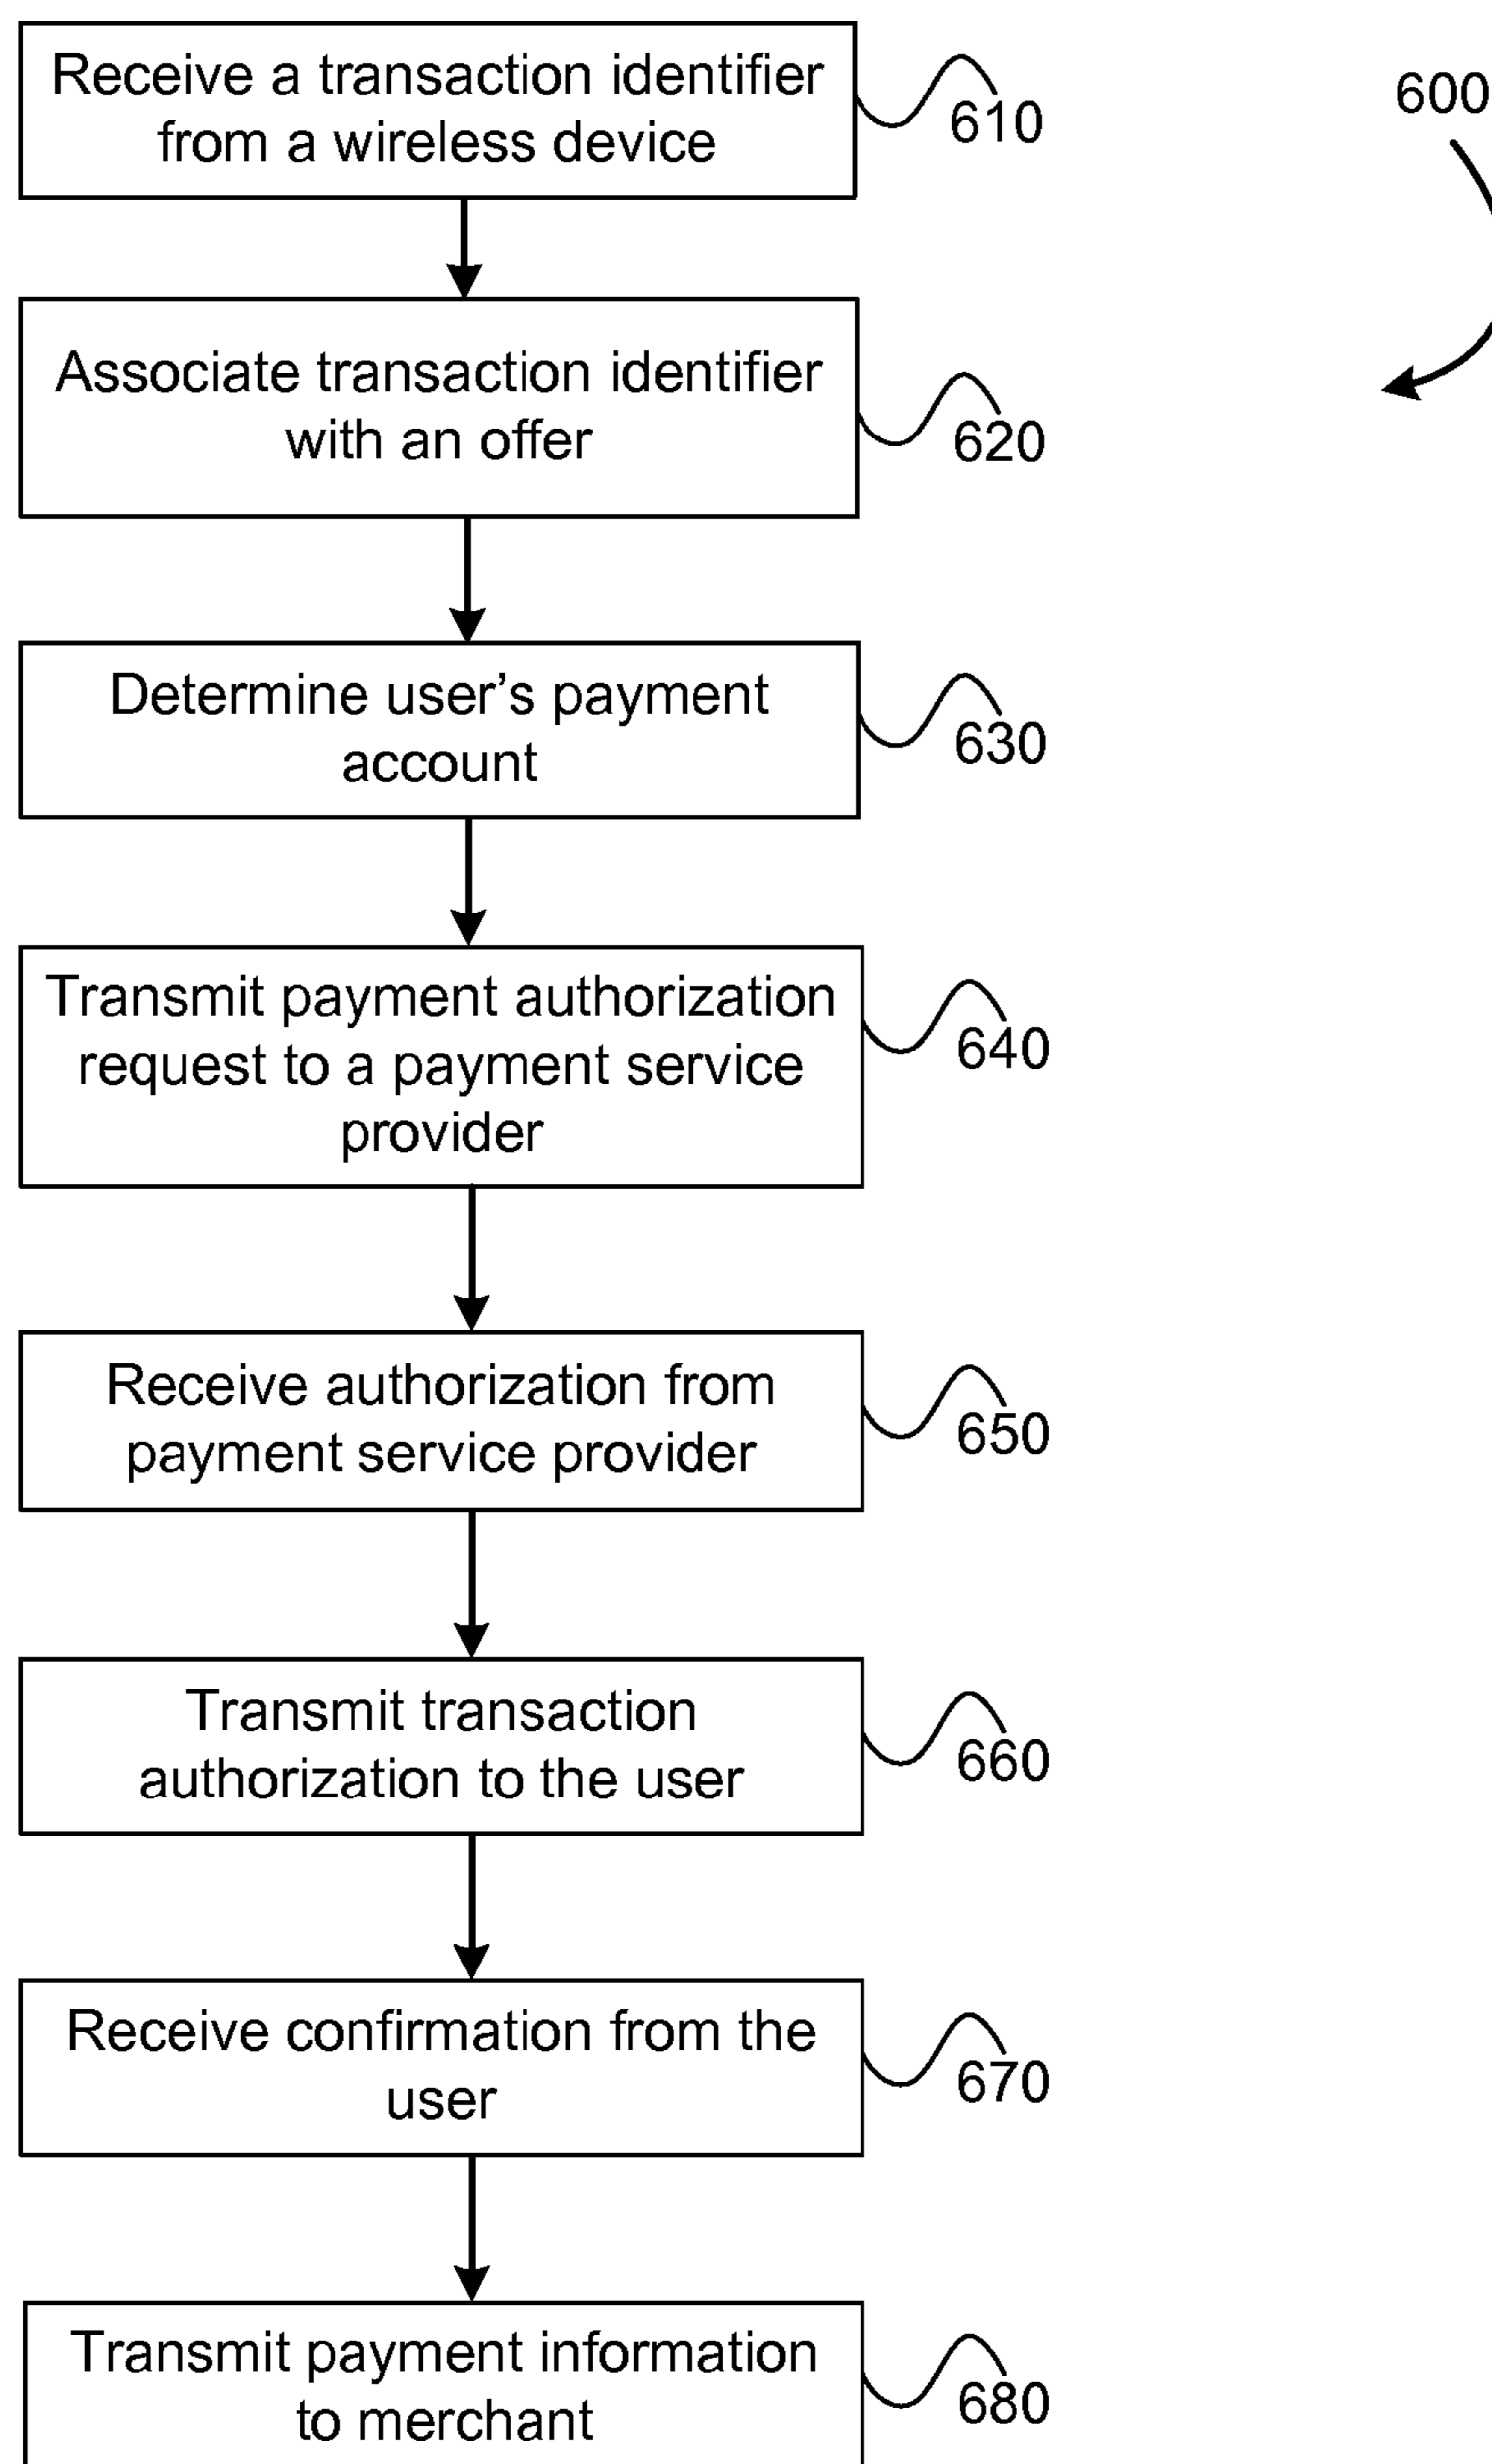 Receive a transaction identifier
from a wireless device
610
600
Associate transaction identifier
with an offer
620
Determine user’s payment
account
630
Transmit payment authorization
request to a payment service
provider
640
Receive authorization from
payment service provider
650
Transmit transaction
authorization to the user
660
Receive confirmation from the
user
670
Transmit payment information
to merchant
680